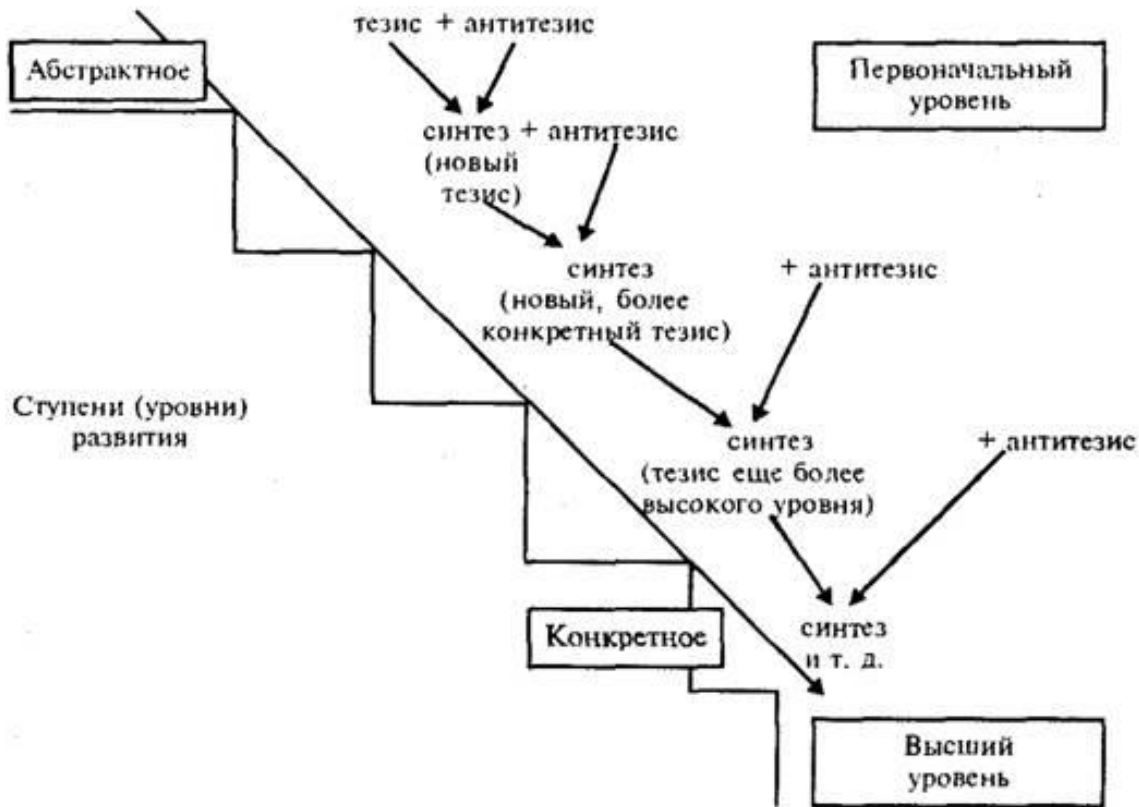 тезис + антитезис
Абстрактное
Первоначальный
уровень
синтез + антитезис
(новый
тезис)
синтез
+ антитезис
(новый, более
конкретный тезис)
Ступени (уровни)
развития
синтез
+ антитезис
(тезис еще более
высокого уровня)
Конкретное
синтез
и т. д.
Высший
уровень